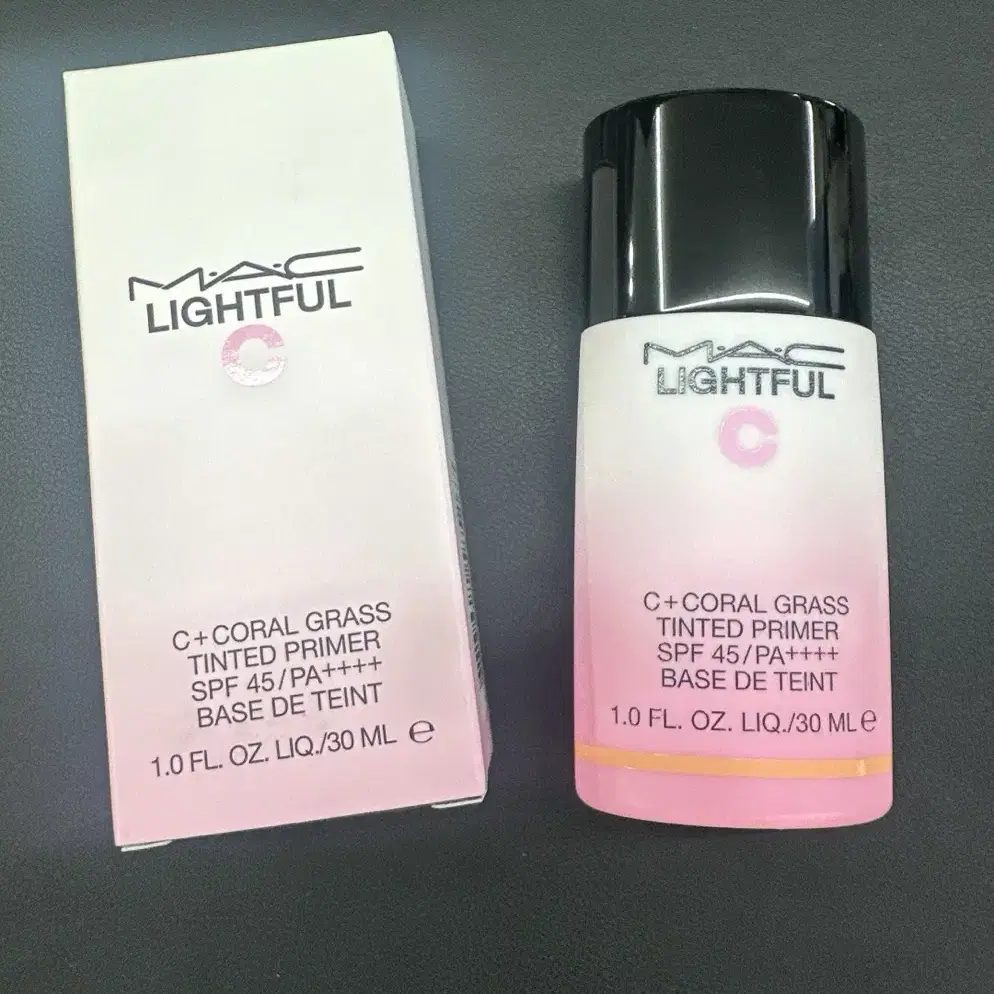 M·A·C
LIGHTFUL
C
C+CORAL GRASS
TINTED PRIMER
SPF 45/PA++++
BASE DE TEINT
1.0 FL. OZ. LIQ./30 ML ℮
M·A·C
LIGHTFUL
C
C+CORAL GRASS
TINTED PRIMER
SPF 45/PA++++
BASE DE TEINT
1.0 FL. OZ. LIQ./30 ML ℮